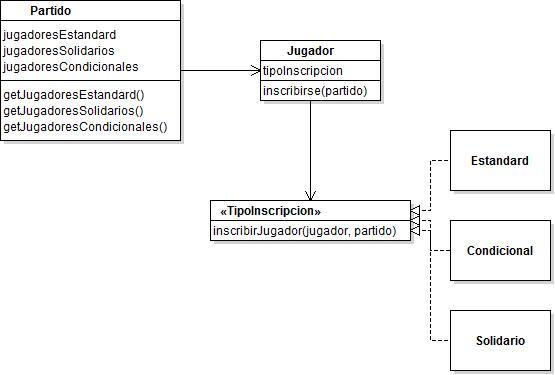 Partido
jugadoresEstandard
jugadoresSolidarios
jugadoresCondicionales
getJugadoresEstandard()
getJugadoresSolidarios()
getJugadoresCondicionales()
Jugador
tipoInscripcion
inscribirse(partido)
«TipoInscripcion»
inscribirJugador(jugador, partido)
Estandard
Condicional
Solidario